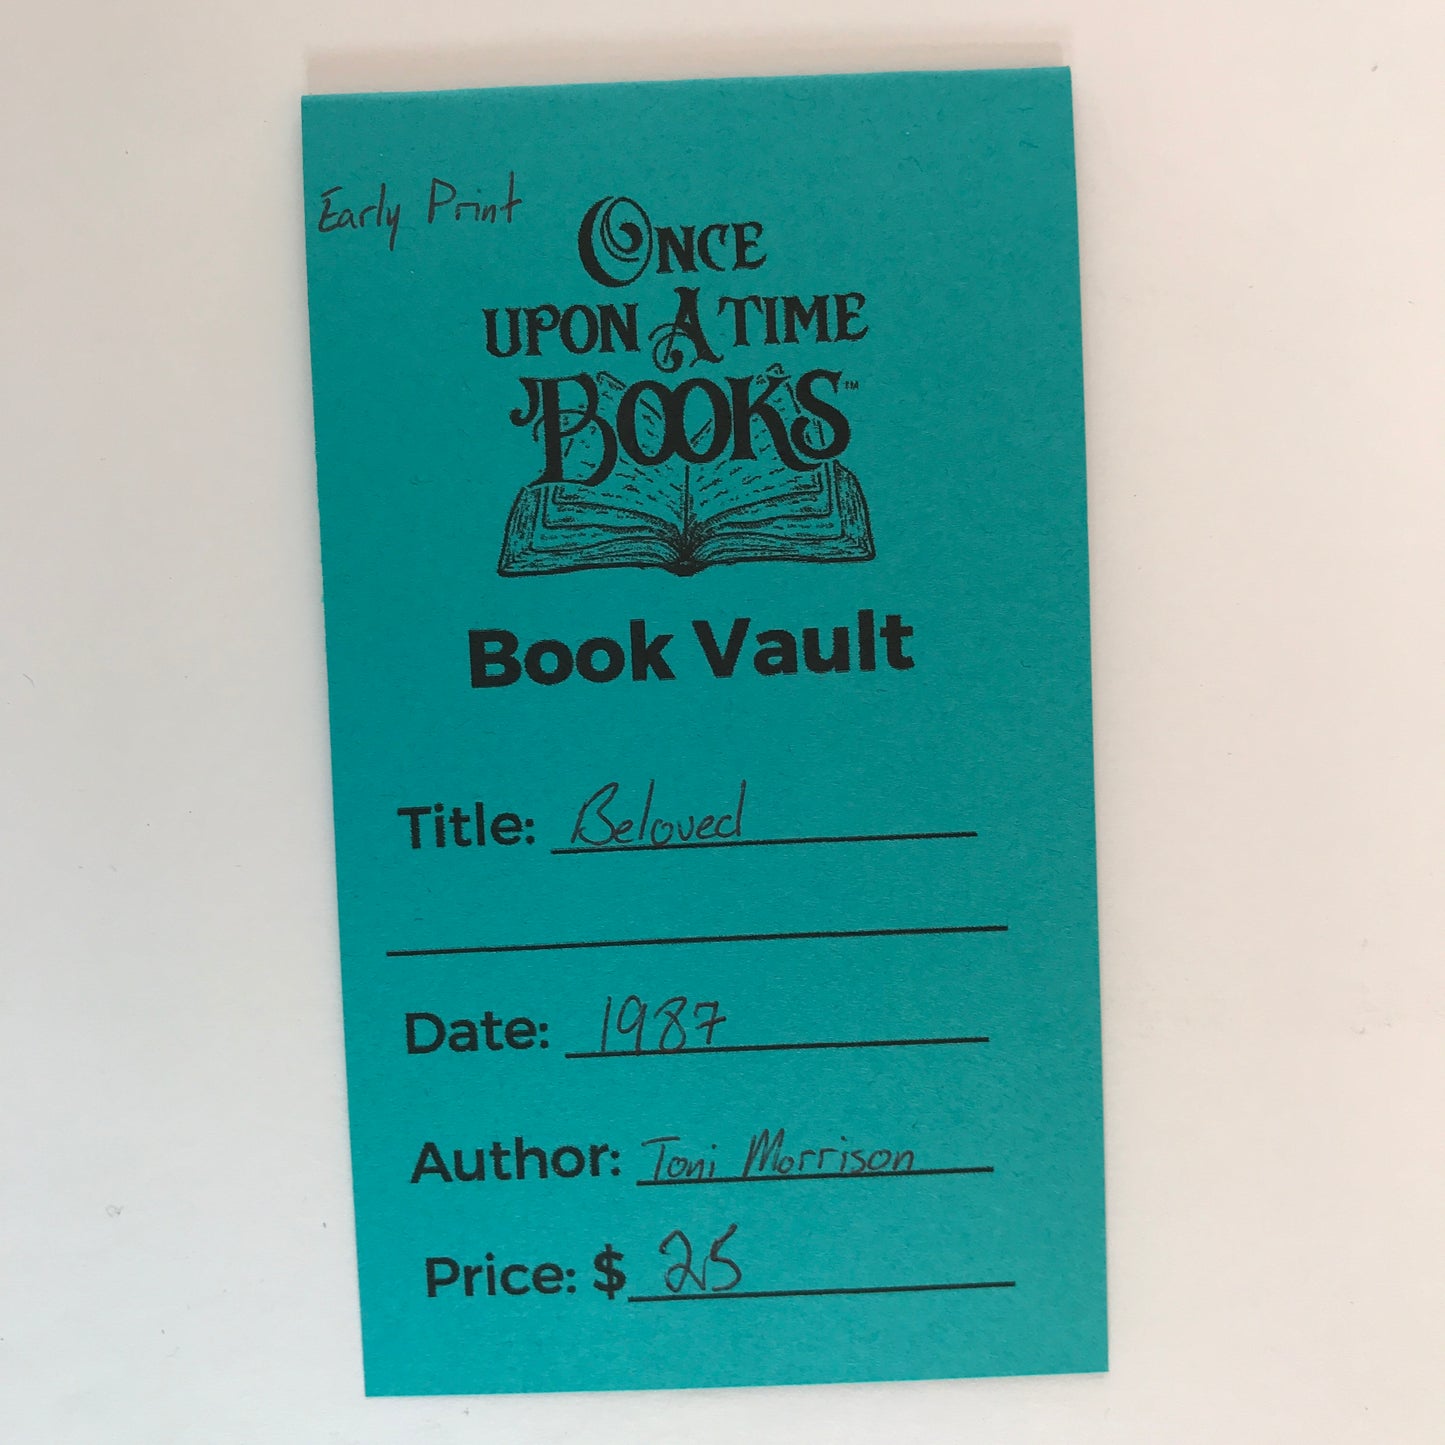 Early Print
ONCE
UPON A TIME
BOOKS™
Book Vault
Title: Beloved
Date: 1987
Author: Toni Morrison
Price: $ 25